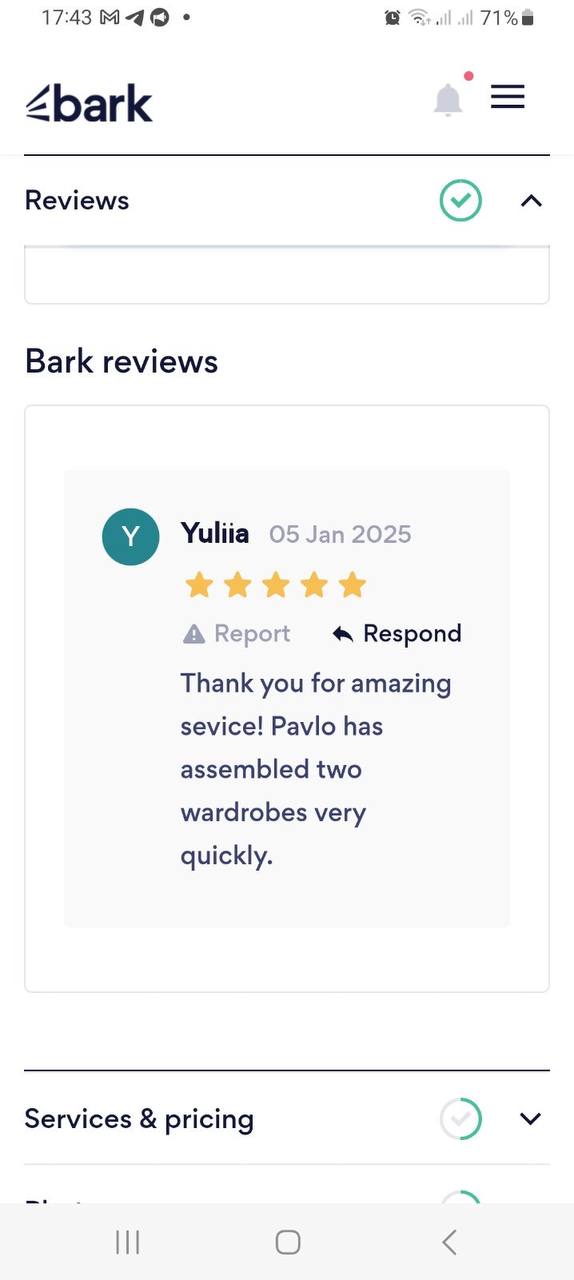 17:43 71%
bark
Reviews
Bark reviews
Y
Yuliia 05 Jan 2025
Report Respond
Thank you for amazing
sevice! Pavlo has
assembled two
wardrobes very
quickly.
Services & pricing